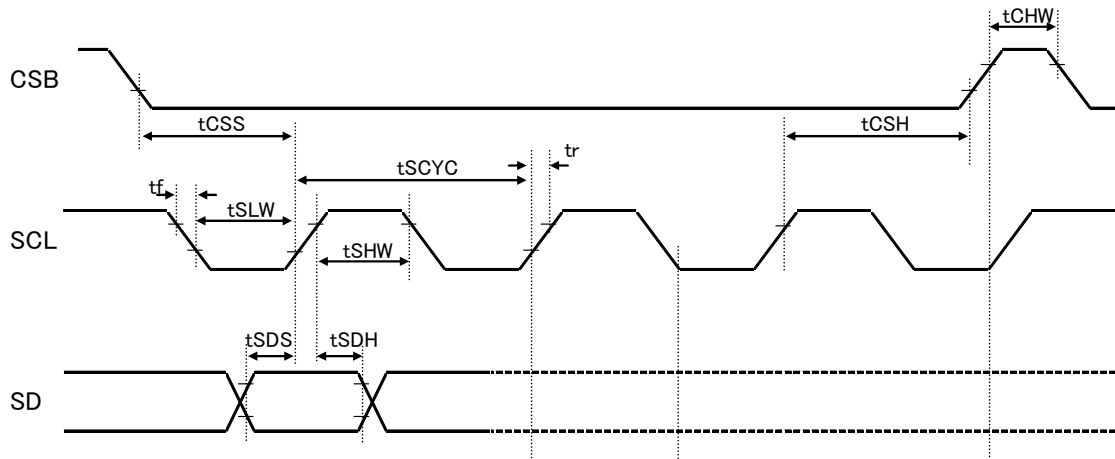 tCHW
CSB
tCSS
tCSH
tSCYC
tr
tf
tSLW
SCL
tSHW
tSDS
tSDH
SD